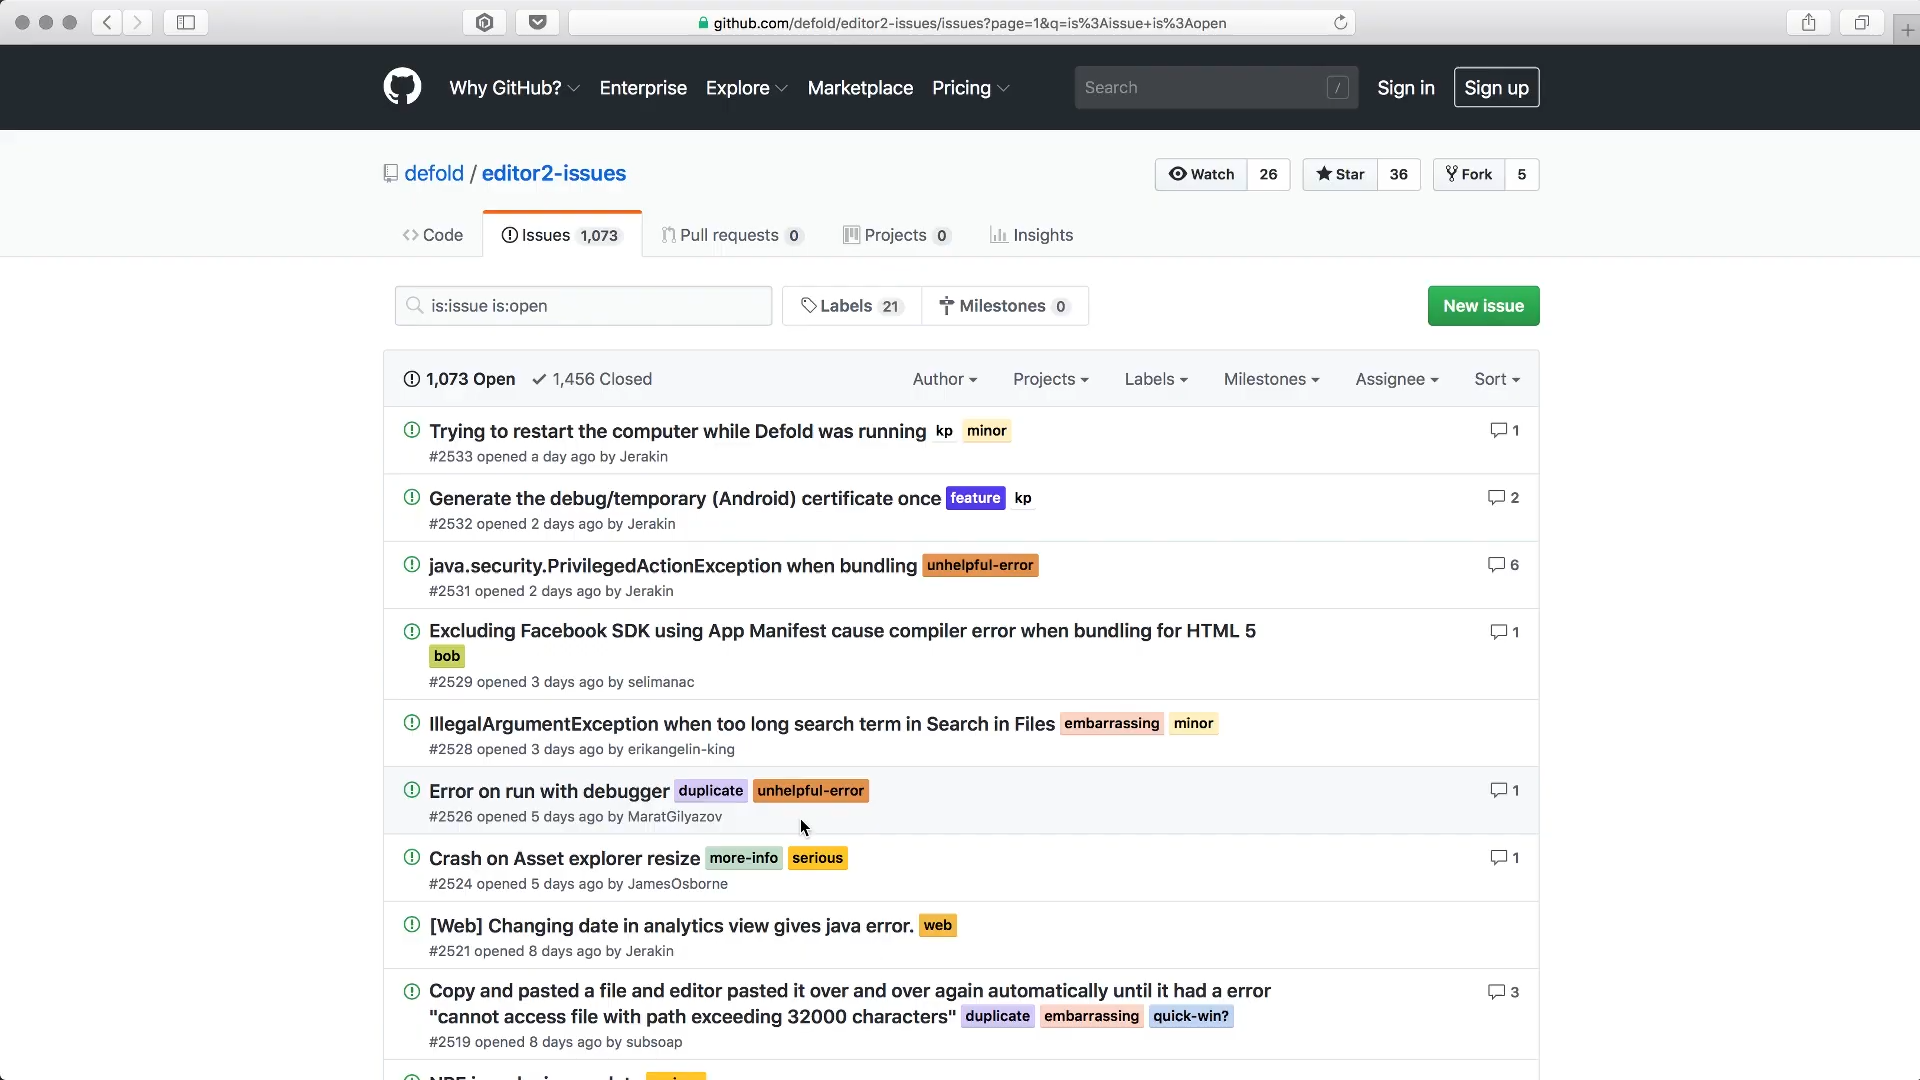 github.com/defold/editor2-issues/issues?page=1&q=is%3Aissue+is%3Aopen
Why GitHub? Enterprise Explore Marketplace Pricing Search / Sign in Sign up
defold / editor2-issues Watch 26 Star 36 Fork 5
Code Issues 1,073 Pull requests 0 Projects 0 Insights
is:issue is:open Labels 21 Milestones 0 New issue
1,073 Open 1,456 Closed Author Projects Labels Milestones Assignee Sort
Trying to restart the computer while Defold was running kp minor 1
#2533 opened a day ago by Jerakin
Generate the debug/temporary (Android) certificate once feature kp 2
#2532 opened 2 days ago by Jerakin
java.security.PrivilegedActionException when bundling unhelpful-error 6
#2531 opened 2 days ago by Jerakin
Excluding Facebook SDK using App Manifest cause compiler error when bundling for HTML 5 1
bob
#2529 opened 3 days ago by selimanac
IllegalArgumentException when too long search term in Search in Files embarrassing minor
#2528 opened 3 days ago by erikangelin-king
Error on run with debugger duplicate unhelpful-error 1
#2526 opened 5 days ago by MaratGilyazov
Crash on Asset explorer resize more-info serious 1
#2524 opened 5 days ago by JamesOsborne
[Web] Changing date in analytics view gives java error. web
#2521 opened 8 days ago by Jerakin
Copy and pasted a file and editor pasted it over and over again automatically until it had a error 3
"cannot access file with path exceeding 32000 characters" duplicate embarrassing quick-win?
#2519 opened 8 days ago by subsoap